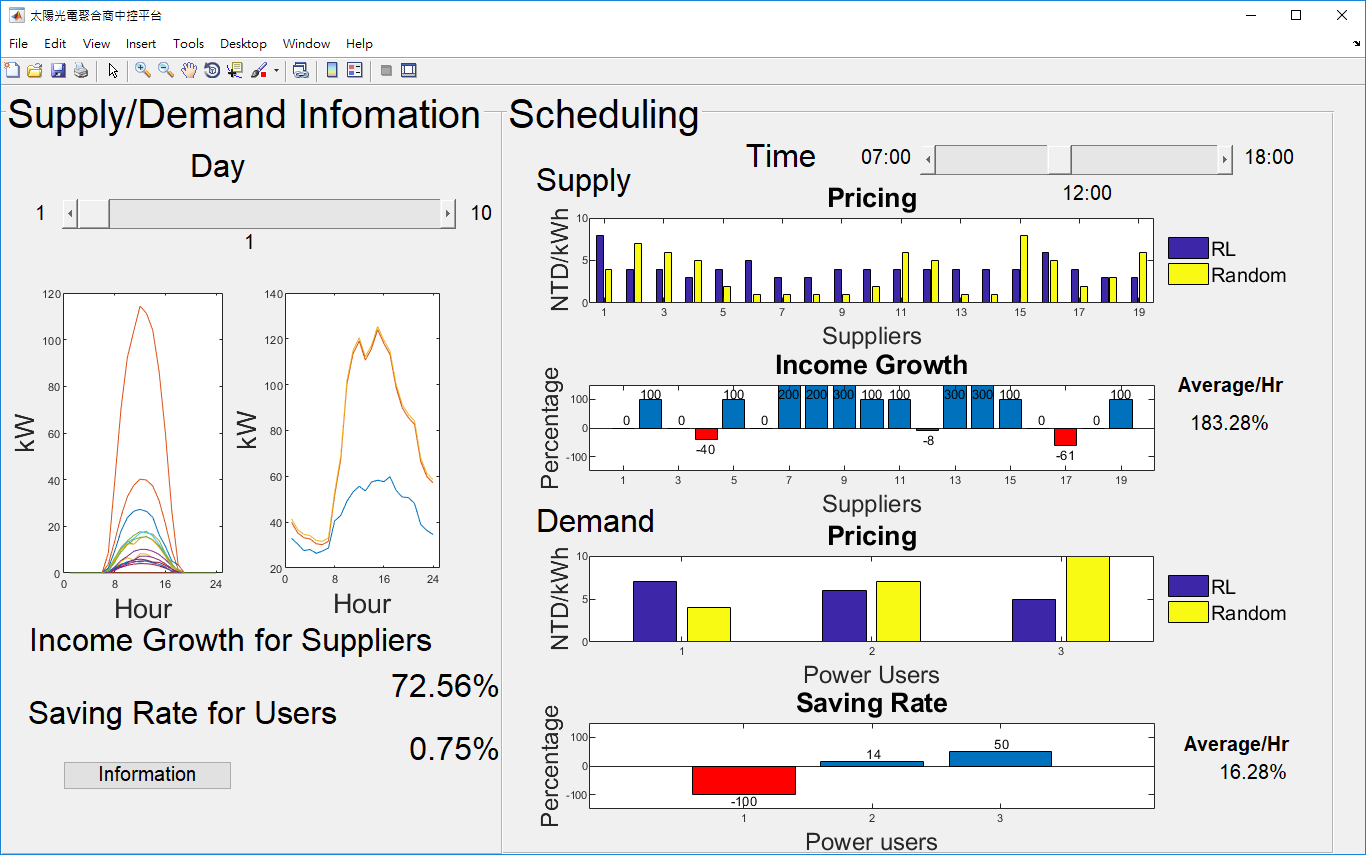 太陽光電聚合商中控平台
File Edit View Insert Tools Desktop Window Help
Supply/Demand Infomation
Day
1 10
1
120
100
80
60
40
20
0
0 8 16 24
kW
Hour
140
120
100
80
60
40
20
0 8 16 24
kW
Hour
Income Growth for Suppliers
72.56%
Saving Rate for Users
0.75%
Information
Scheduling
Time 07:00 18:00
12:00
Supply
Pricing
NTD/kWh
10
5
0
1 3 5 7 9 11 13 15 17 19
Suppliers
RL
Random
Income Growth
Percentage
100
0
-100
0 100 0 -40 100 0 200 200 300 100 100 -8 300 300 100 0 -61 0 100
1 3 5 7 9 11 13 15 17 19
Suppliers
Average/Hr
183.28%
Demand
Pricing
NTD/kWh
10
5
0
1 2 3
Power Users
RL
Random
Saving Rate
Percentage
100
0
-100
-100 14 50
1 2 3
Power users
Average/Hr
16.28%